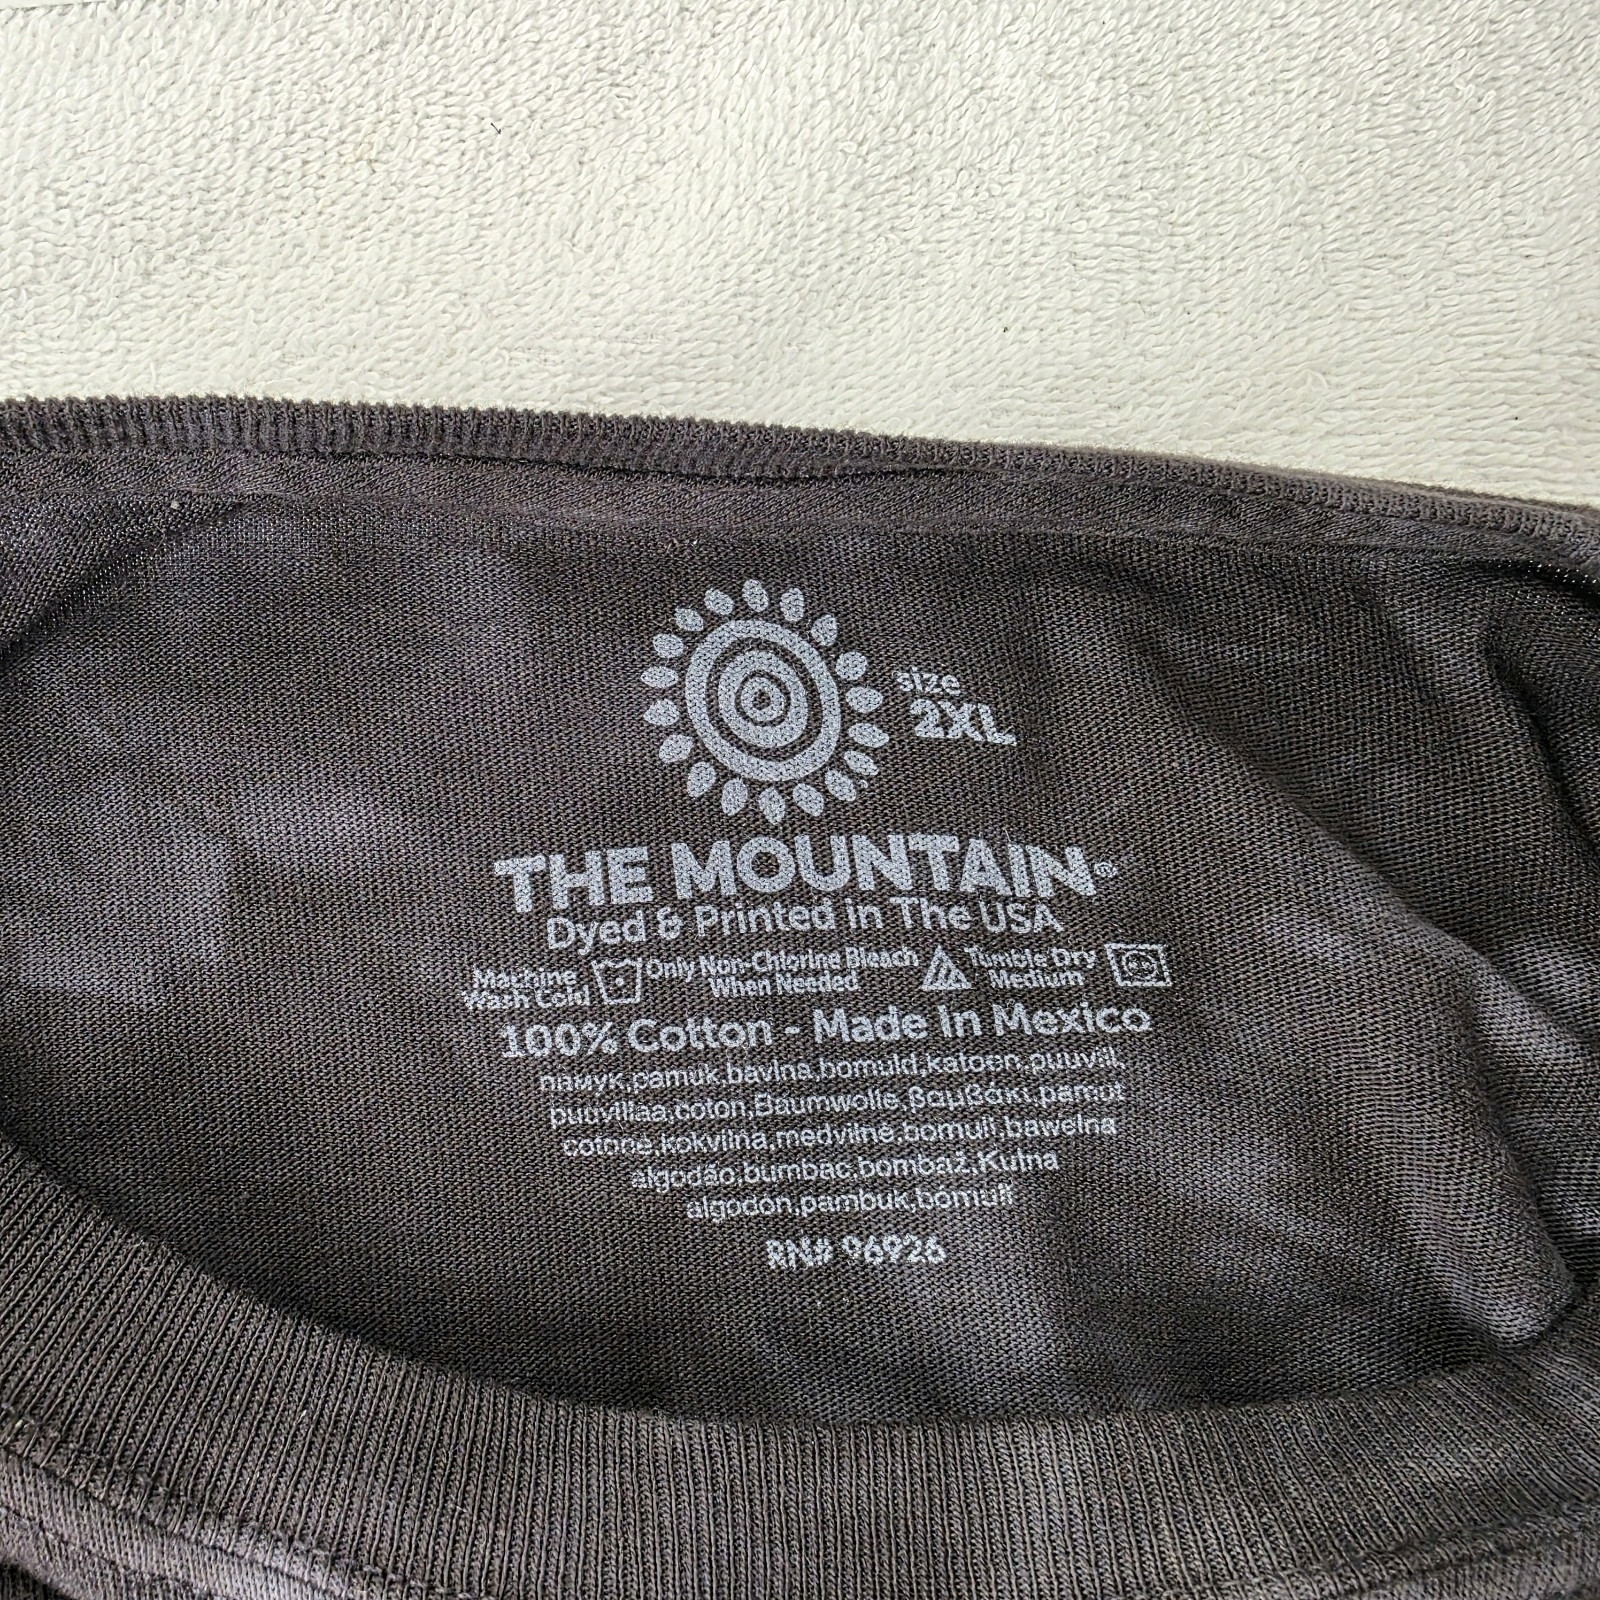 size
2XL
THE MOUNTAIN®
Dyed & Printed in The USA
Machine Wash Cold
Only Non-Chlorine Bleach When Needed
Tumble Dry Medium
100% Cotton - Made In Mexico
памук,pamuk,bavlna,bomuld,katoen,puuvill,
puuvillaa,coton,Baumwolle,βαμβάκι,pamut
cotone,kokvilna,medvilnė,bomull,bawełna
algodão,bumbac,bombaž,Kutna
algodón,pambuk,bómull
RN# 96926